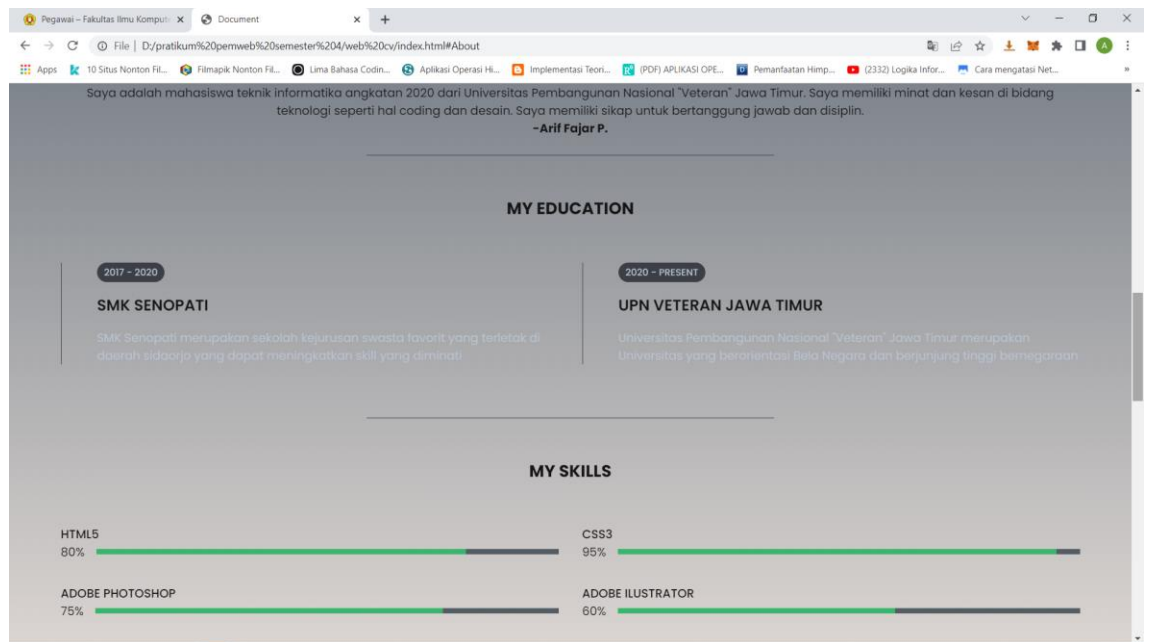 Pegawai – Fakultas Ilmu Komput
Document
File | D:/pratikum%20pemweb%20semester%204/web%20cv/index.html#About
A
Apps
10 Situs Nonton Fil...
Filmapik Nonton Fil...
Lima Bahasa Codin...
Aplikasi Operasi Hi...
Implementasi Teori...
(PDF) APLIKASI OPE...
Pemanfaatan Himp...
(2332) Logika Infor...
Cara mengatasi Net...
Saya adalah mahasiswa teknik informatika angkatan 2020 dari Universitas Pembangunan Nasional "Veteran" Jawa Timur. Saya memiliki minat dan kesan di bidang
teknologi seperti hal coding dan desain. Saya memiliki sikap untuk bertanggung jawab dan disiplin.
-Arif Fajar P.
MY EDUCATION
2017 - 2020
SMK SENOPATI
SMK Senopati merupakan sekolah kejurusan swasta favorit yang terletak di
daerah sidaorjo yang dapat meningkatkan skill yang diminati
2020 - PRESENT
UPN VETERAN JAWA TIMUR
Universitas Pembangunan Nasional "Veteran" Jawa Timur merupakan
Universitas yang berorientasi Bela Negara dan berjunjung tinggi bernegaraan
MY SKILLS
HTML5
80%
CSS3
95%
ADOBE PHOTOSHOP
75%
ADOBE ILUSTRATOR
60%